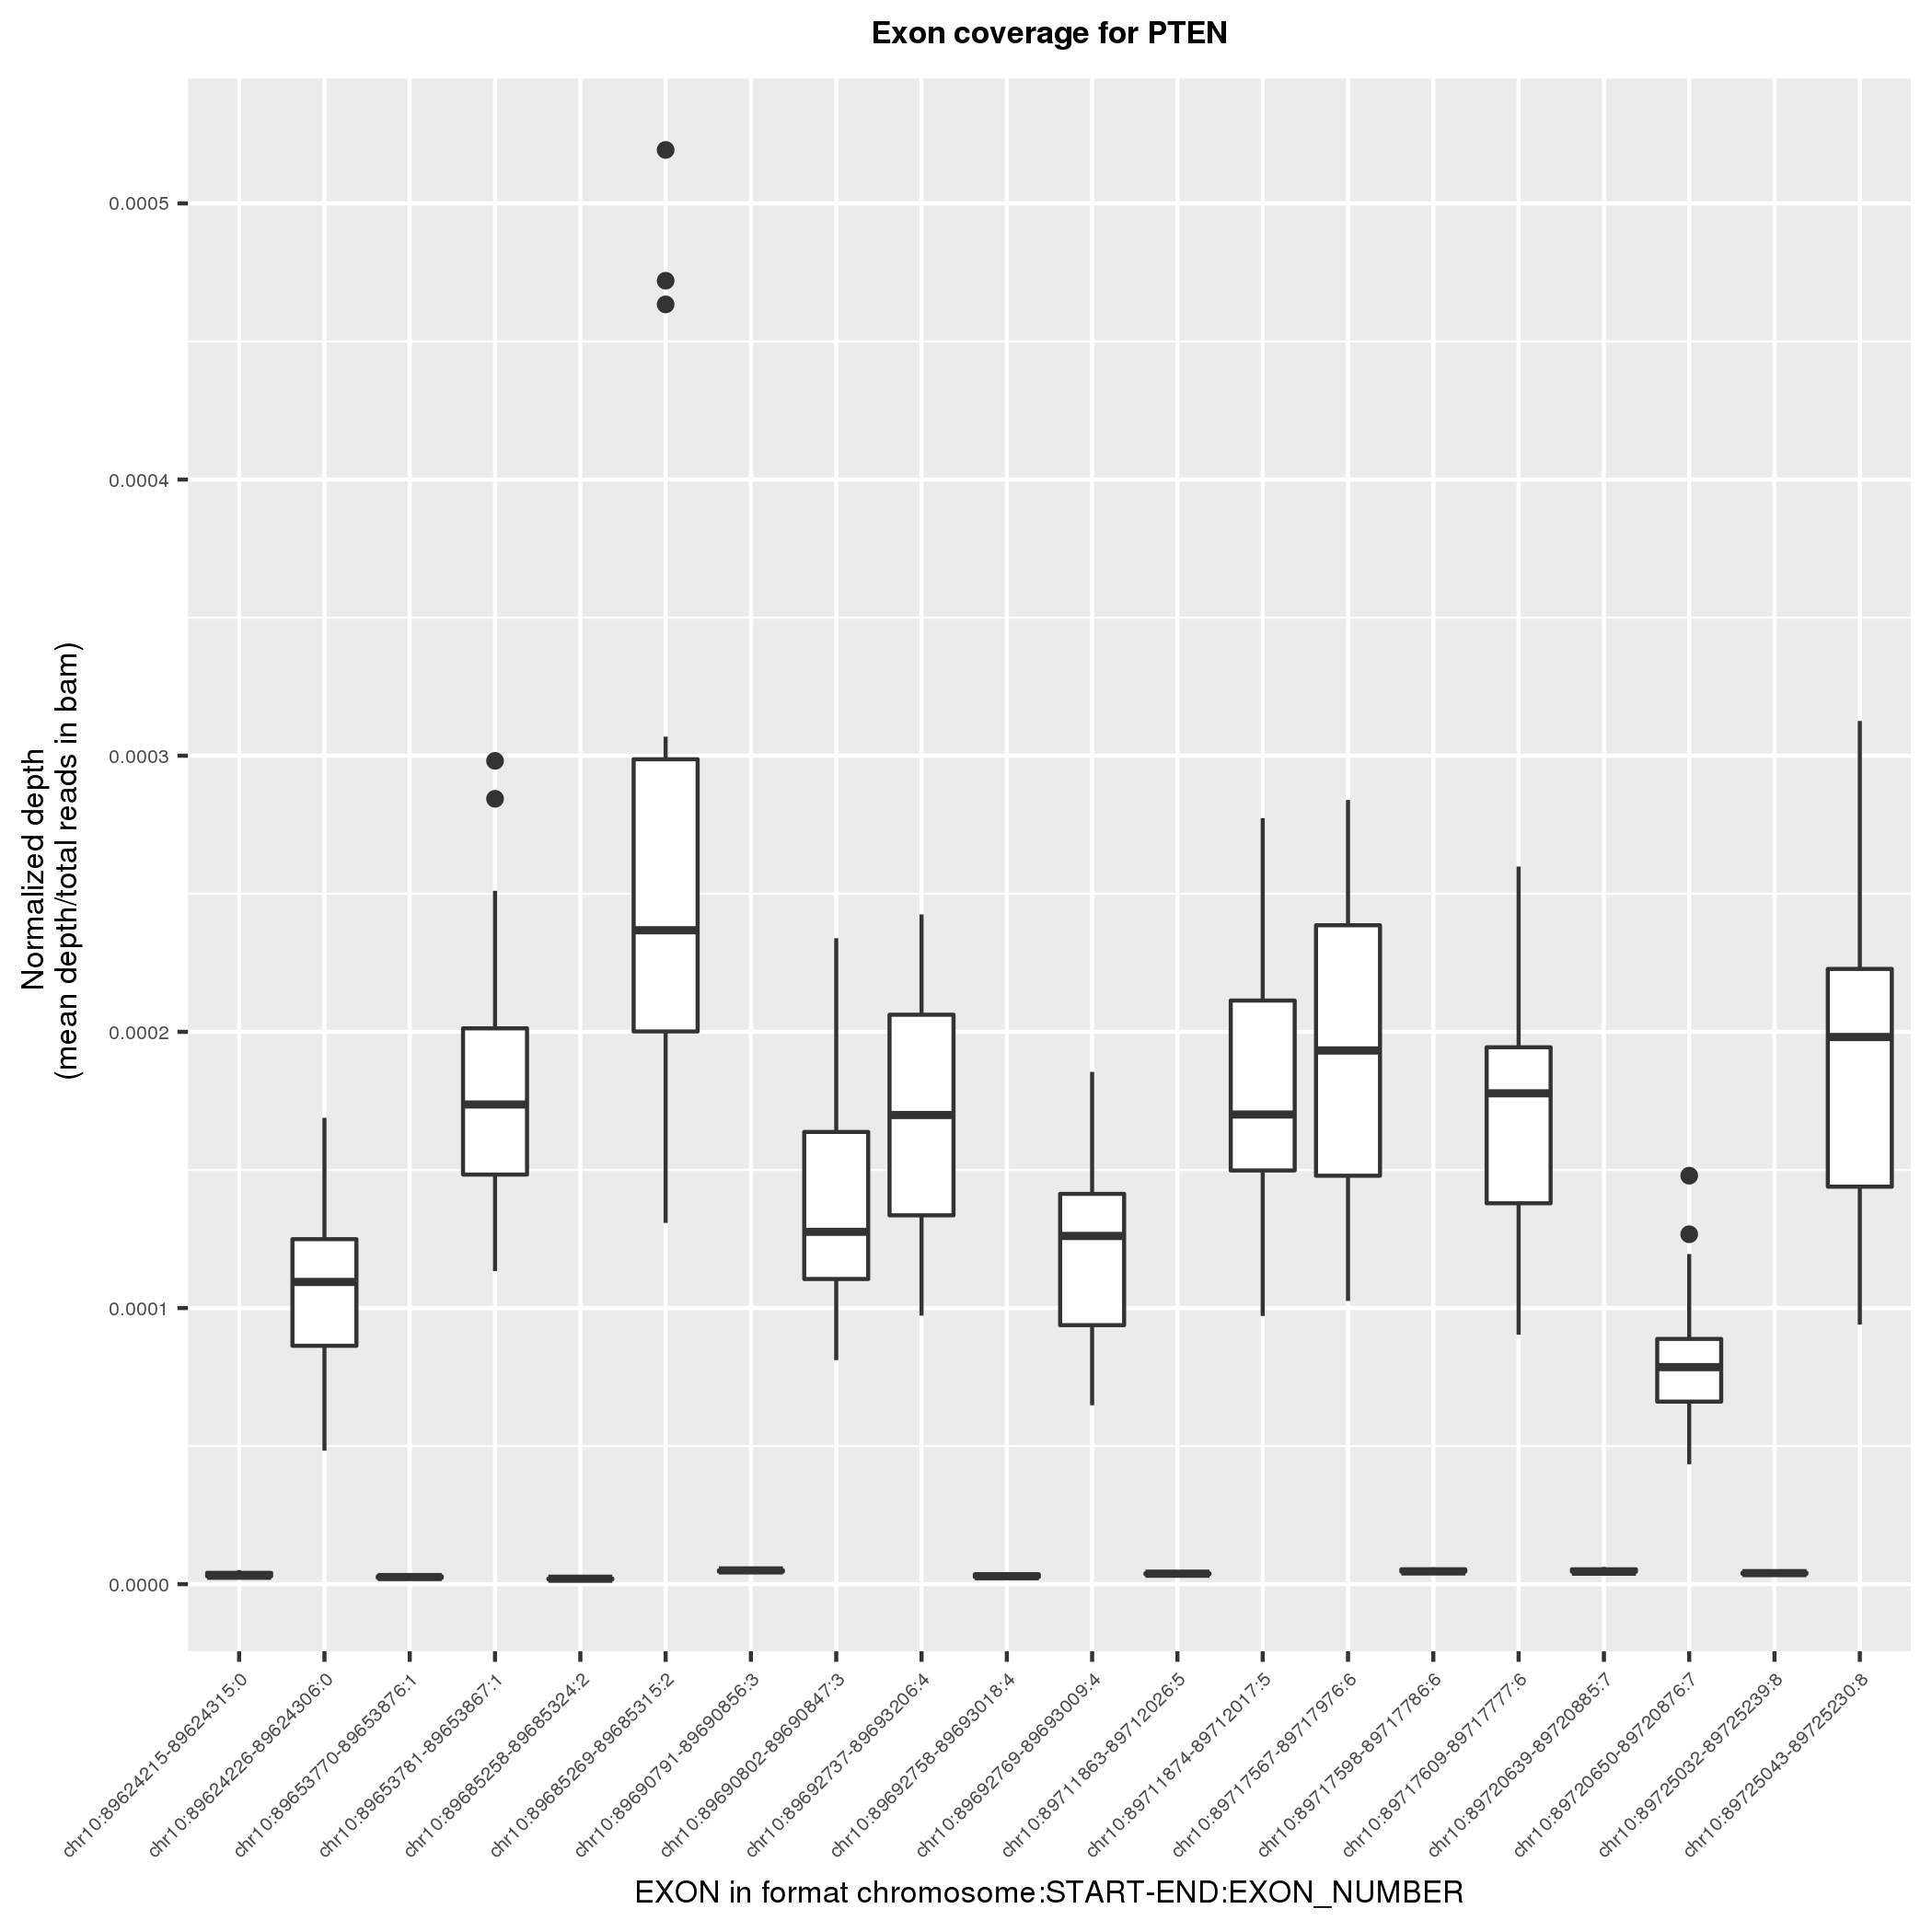 Exon coverage for PTEN
Normalized depth
(mean depth/total reads in bam)
0.0005
0.0004
0.0003
0.0002
0.0001
0.0000
chr10:89624215-89624315:0
chr10:89624226-89624306:0
chr10:89653770-89653876:1
chr10:89653781-89653867:1
chr10:89685258-89685324:2
chr10:89685269-89685315:2
chr10:89690791-89690856:3
chr10:89690802-89690847:3
chr10:89692737-89693206:4
chr10:89692758-89693018:4
chr10:89692769-89693009:4
chr10:89711863-89712026:5
chr10:89711874-89712017:5
chr10:89717567-89717976:6
chr10:89717598-89717786:6
chr10:89717609-89717777:6
chr10:89720639-89720885:7
chr10:89720650-89720876:7
chr10:89725032-89725239:8
chr10:89725043-89725230:8
EXON in format chromosome:START-END:EXON_NUMBER